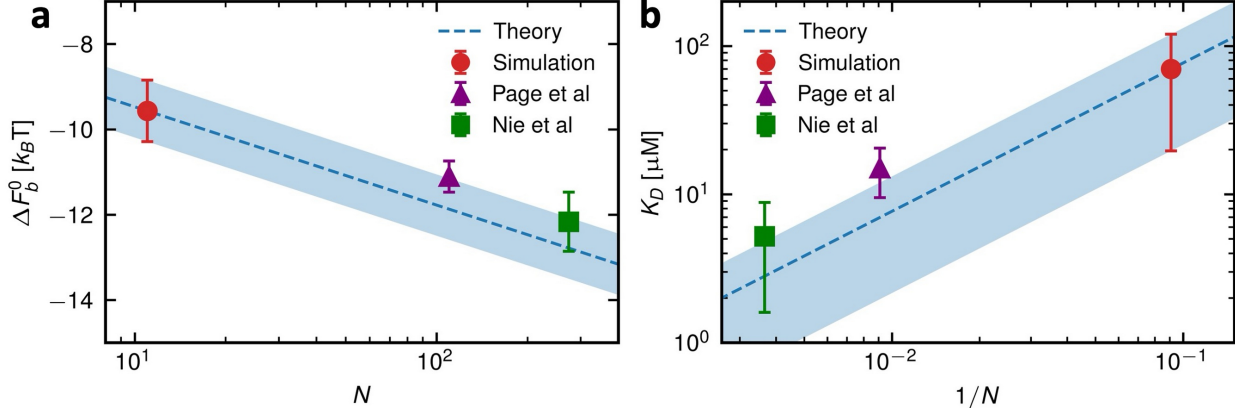 a
−8
−10
−12
−14
ΔF_b^0 [k_BT]
Theory
Simulation
Page et al
Nie et al
10^1
10^2
N
b
10^2
10^1
10^0
K_D [μM]
Theory
Simulation
Page et al
Nie et al
10^−2
10^−1
1/N